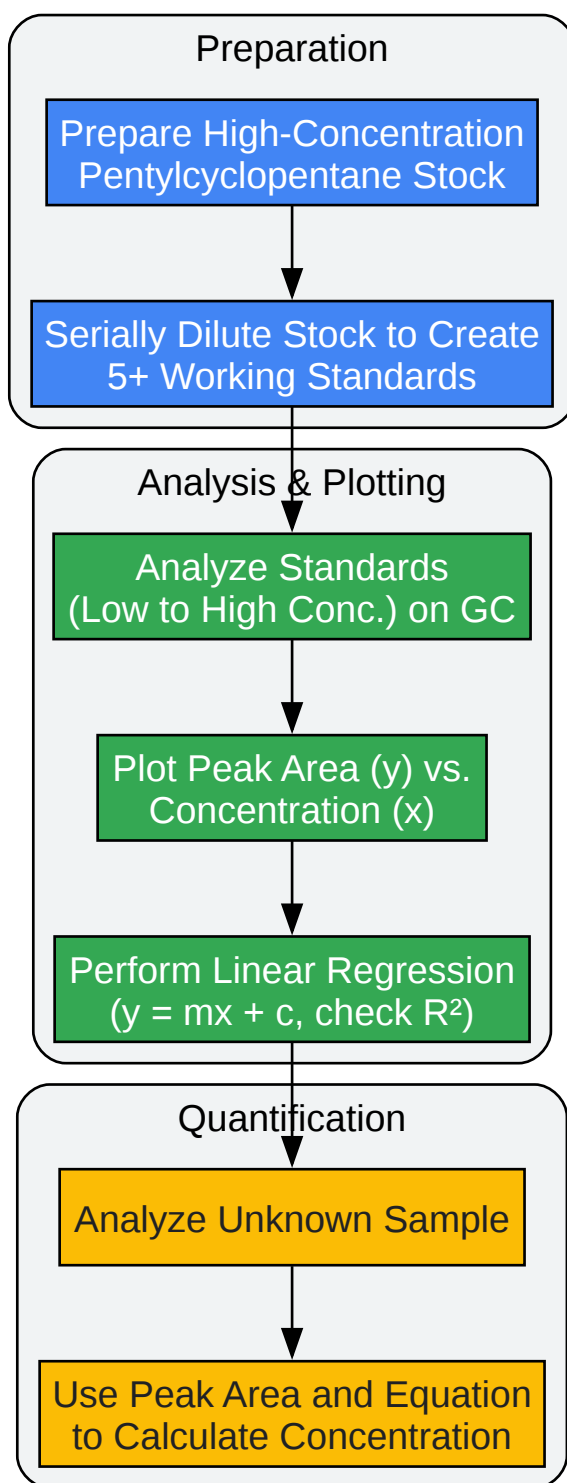 Preparation
Prepare High-Concentration
Pentylcyclopentane Stock
Serially Dilute Stock to Create
5+ Working Standards
Analysis & Plotting
Analyze Standards
(Low to High Conc.) on GC
Plot Peak Area (y) vs.
Concentration (x)
Perform Linear Regression
(y = mx + c, check R²)
Quantification
Analyze Unknown Sample
Use Peak Area and Equation
to Calculate Concentration